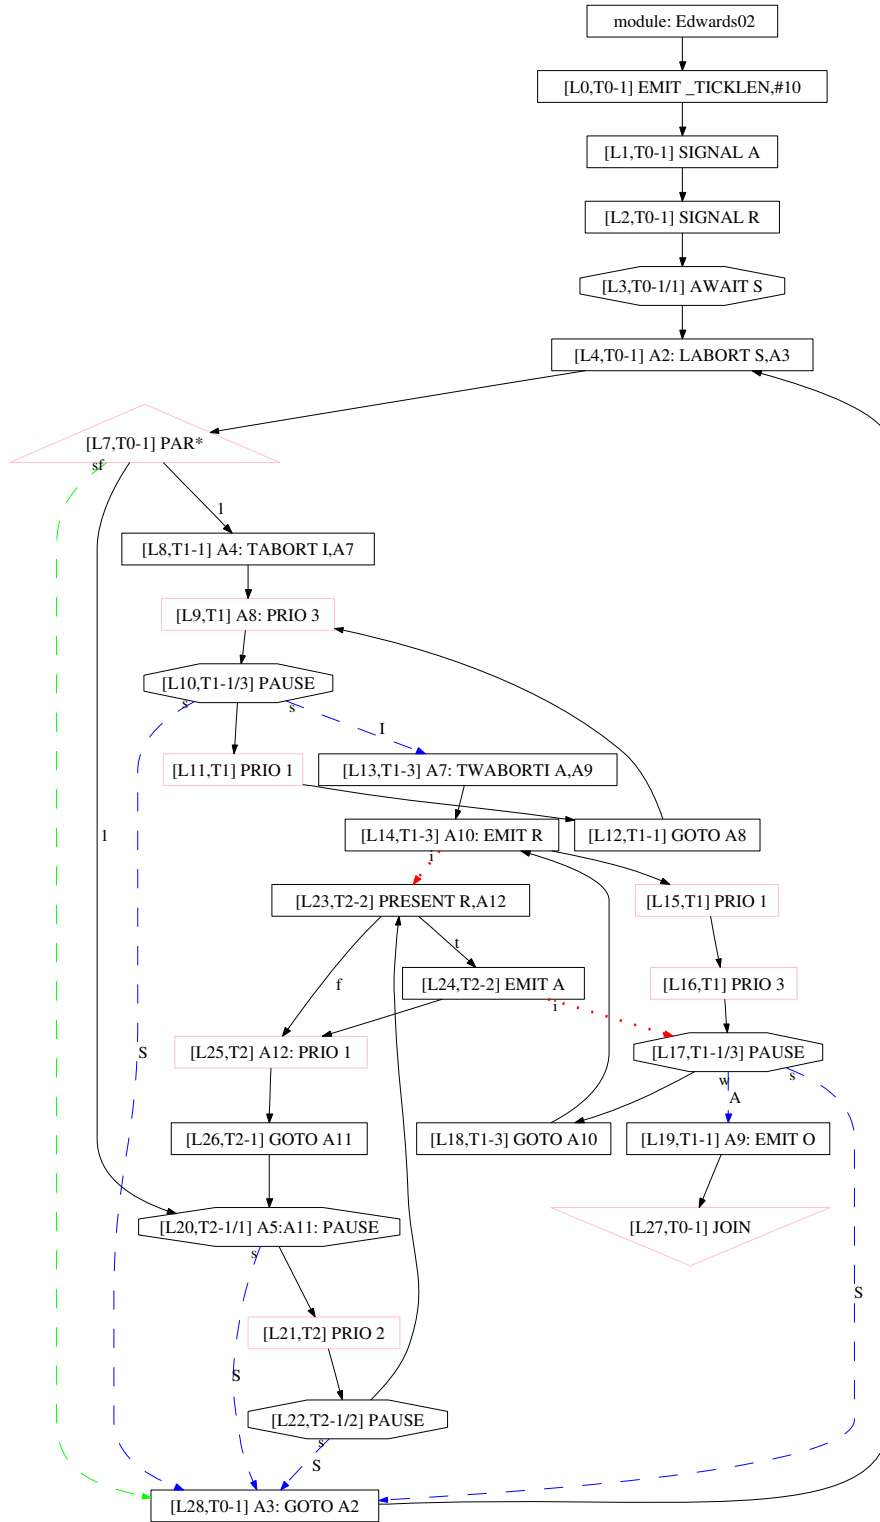 module: Edwards02
[L0,T0-1] EMIT _TICKLEN,#10
[L1,T0-1] SIGNAL A
[L2,T0-1] SIGNAL R
[L3,T0-1/1] AWAIT S
[L4,T0-1] A2: LABORT S,A3
[L7,T0-1] PAR*
sf
1
[L8,T1-1] A4: TABORT I,A7
[L9,T1] A8: PRIO 3
[L10,T1-1/3] PAUSE
s
s
I
[L11,T1] PRIO 1
[L13,T1-3] A7: TWABORTI A,A9
1
[L14,T1-3] A10: EMIT R
[L12,T1-1] GOTO A8
i
[L23,T2-2] PRESENT R,A12
[L15,T1] PRIO 1
t
f
[L24,T2-2] EMIT A
[L16,T1] PRIO 3
i
[L25,T2] A12: PRIO 1
[L17,T1-1/3] PAUSE
S
w
s
A
[L26,T2-1] GOTO A11
[L18,T1-3] GOTO A10
[L19,T1-1] A9: EMIT O
[L20,T2-1/1] A5:A11: PAUSE
[L27,T0-1] JOIN
s
S
[L21,T2] PRIO 2
S
[L22,T2-1/2] PAUSE
s
S
[L28,T0-1] A3: GOTO A2